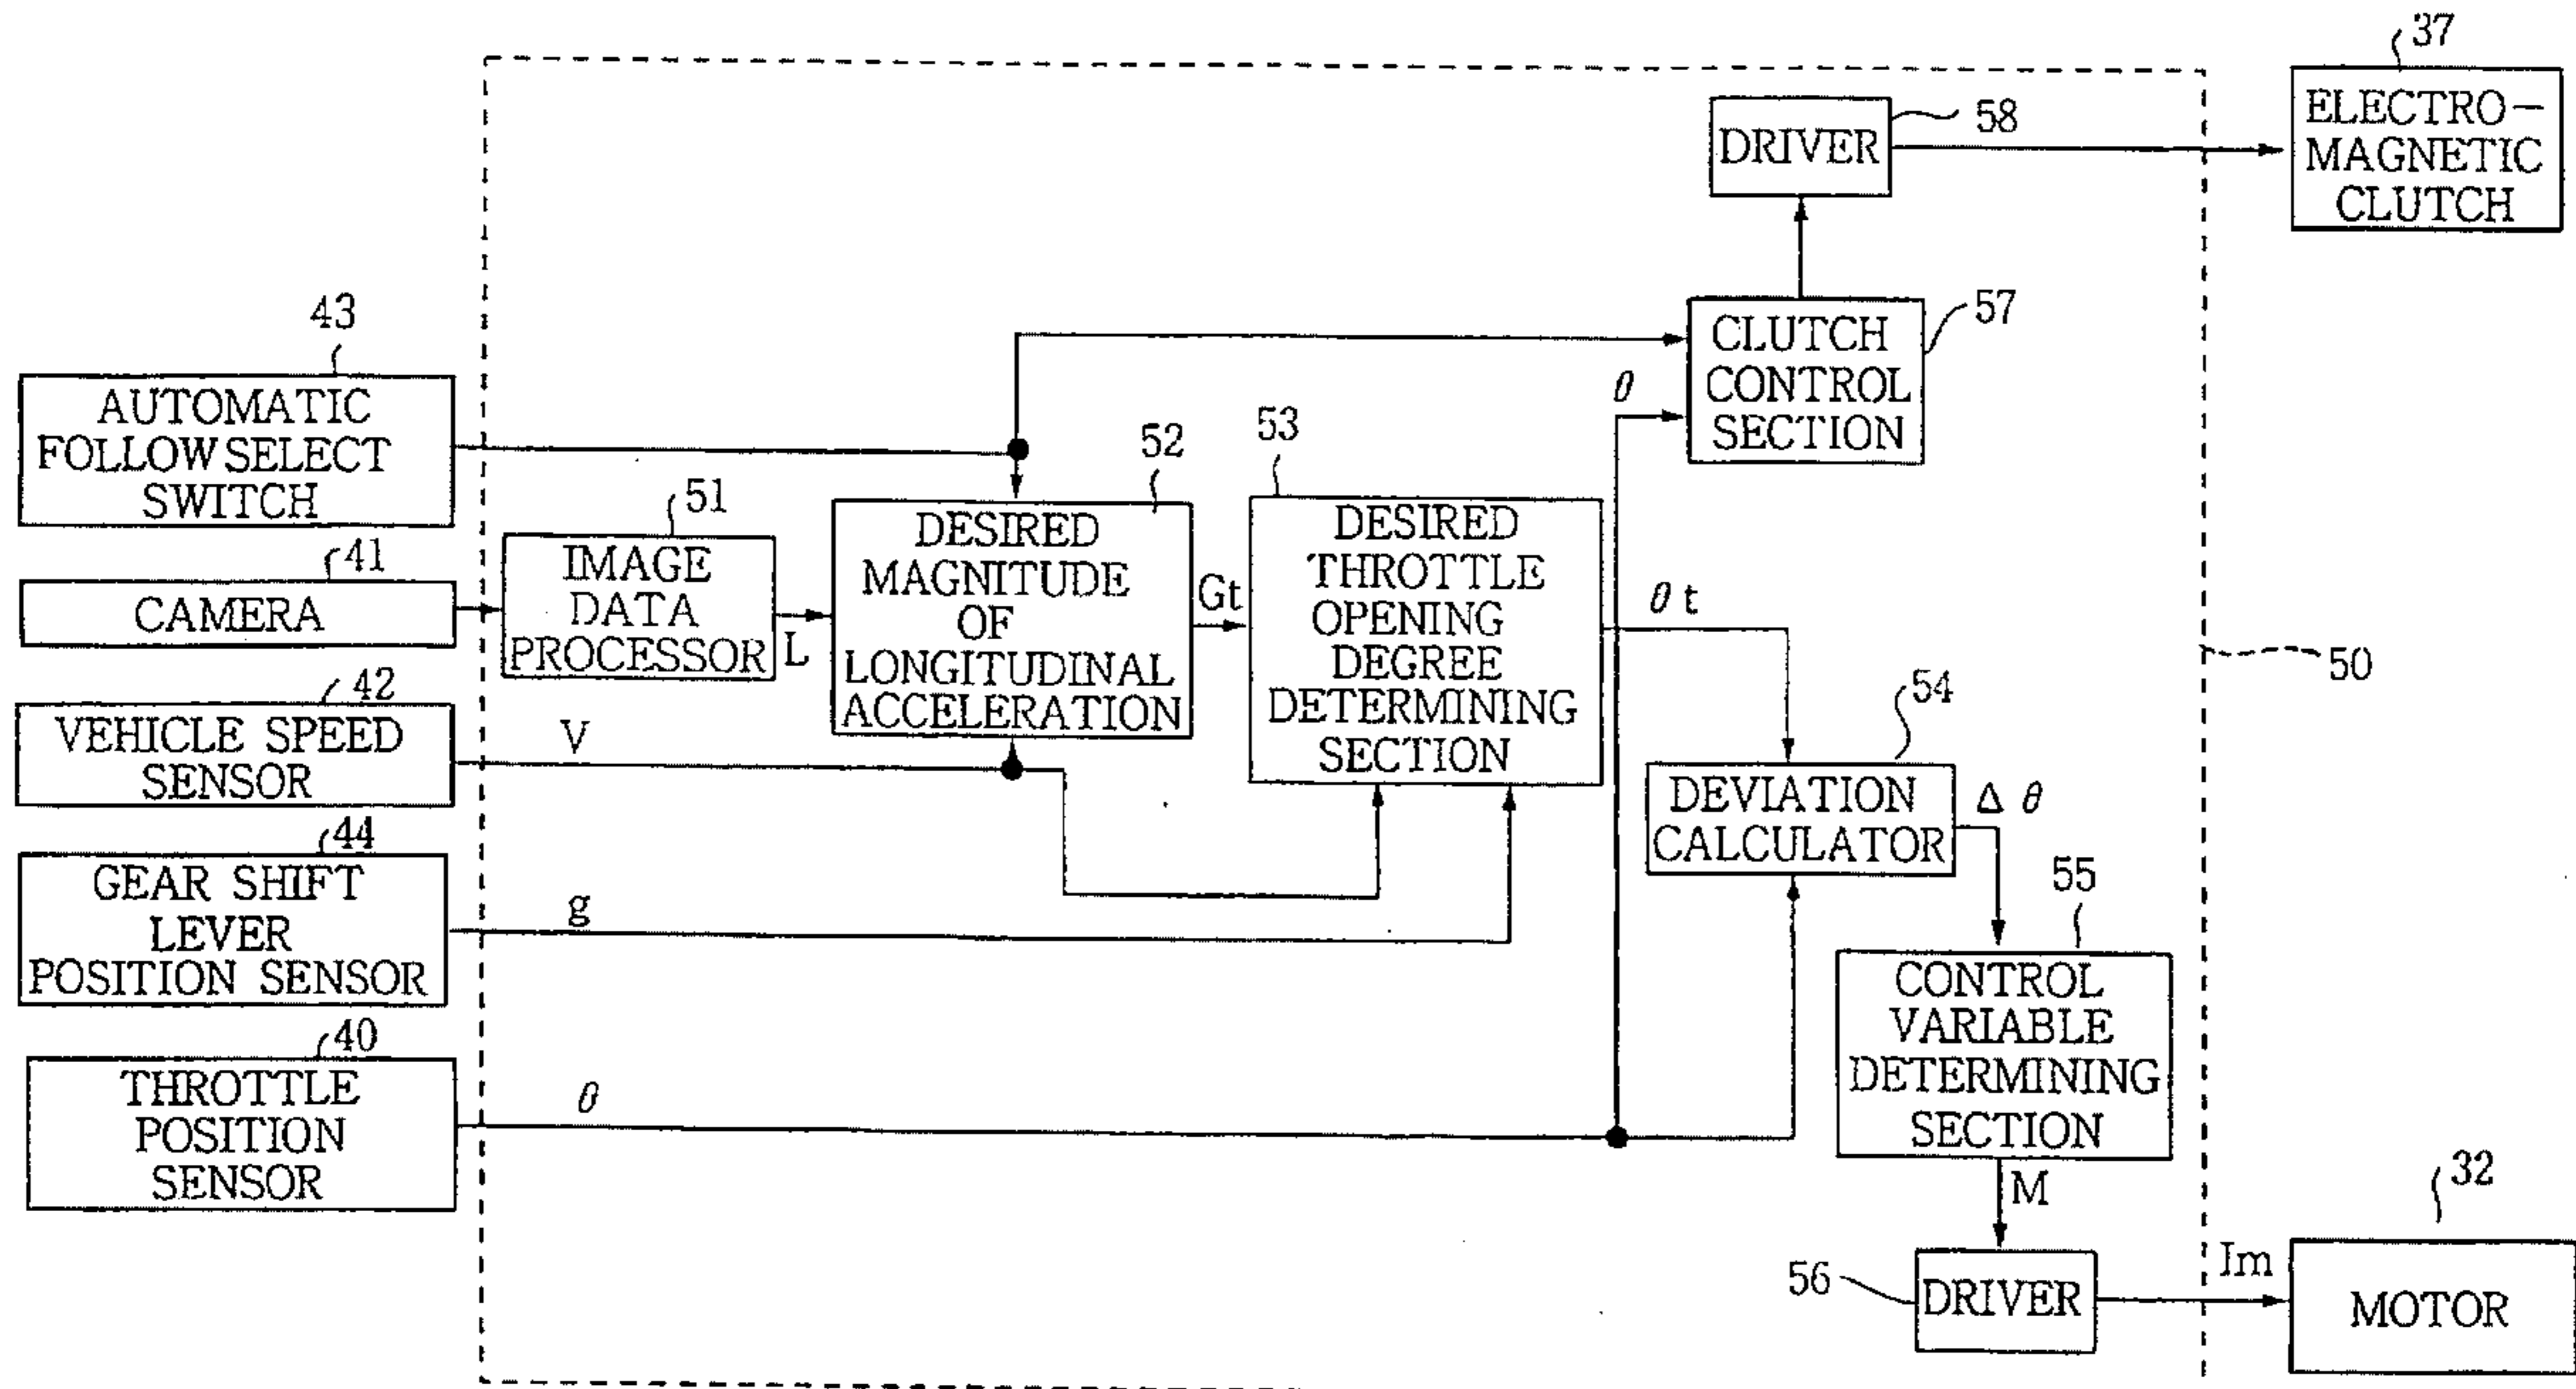 37
ELECTRO-
MAGNETIC
CLUTCH
58
DRIVER
57
CLUTCH
CONTROL
SECTION
θ
43
AUTOMATIC
FOLLOW SELECT
SWITCH
41
CAMERA
51
IMAGE
DATA
PROCESSOR
L
52
DESIRED
MAGNITUDE
OF
LONGITUDINAL
ACCELERATION
Gt
53
DESIRED
THROTTLE
OPENING
DEGREE
DETERMINING
SECTION
θt
50
42
VEHICLE SPEED
SENSOR
V
54
DEVIATION
CALCULATOR
Δθ
44
GEAR SHIFT
LEVER
POSITION SENSOR
g
55
CONTROL
VARIABLE
DETERMINING
SECTION
M
40
THROTTLE
POSITION
SENSOR
θ
56
DRIVER
Im
32
MOTOR